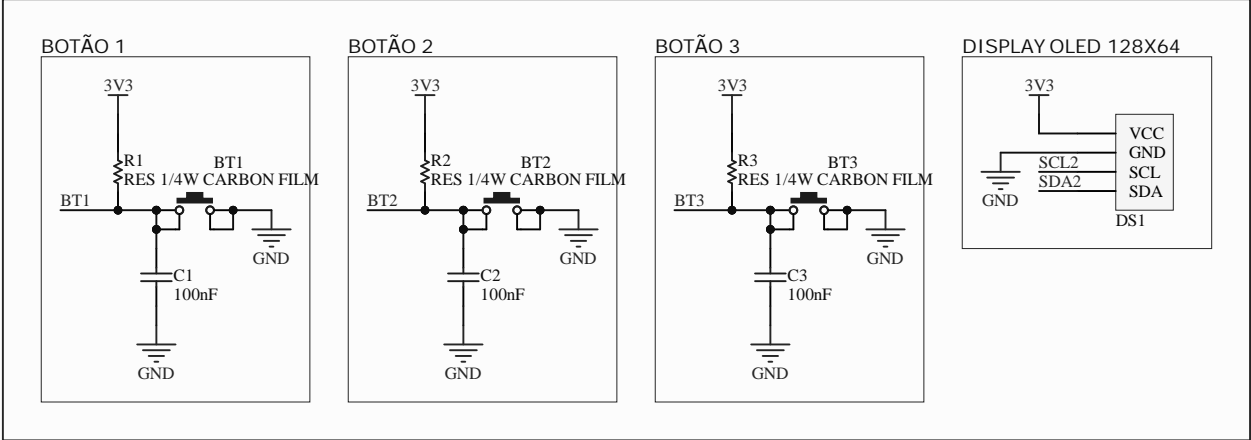 BOTÃO 1
3V3
R1
RES 1/4W CARBON FILM
BT1
BT1
C1
100nF
GND
GND
BOTÃO 2
3V3
R2
RES 1/4W CARBON FILM
BT2
BT2
C2
100nF
GND
GND
BOTÃO 3
3V3
R3
RES 1/4W CARBON FILM
BT3
BT3
C3
100nF
GND
GND
DISPLAY OLED 128X64
3V3
VCC
GND
SCL
SDA
SCL2
SDA2
GND
DS1